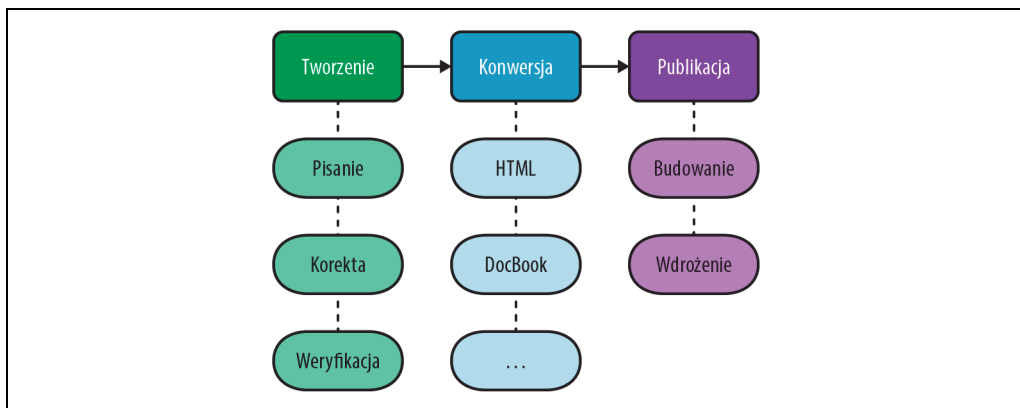 Tworzenie
Konwersja
Publikacja
Pisanie
HTML
Budowanie
Korekta
DocBook
Wdrożenie
Weryfikacja
...